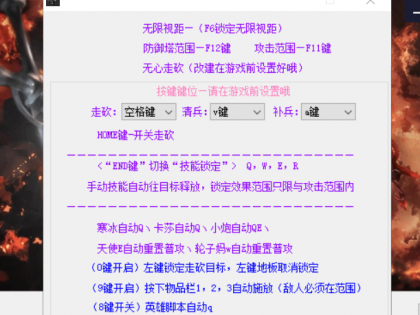 无限视距—（F6锁定无限视距）
防御塔范围—F12键 攻击范围—F11键
无心走砍（改建在游戏前设置好哦）
按键键位—请在游戏前设置哦
走砍： 空格键 清兵： v键 补兵： a键
HOME键-开关走砍
————————————————————————————
<“END键”切换“技能锁定”> Q，W，E，R
手动技能自动往目标释放，锁定效果范围只限与攻击范围内
————————————————————————————
寒冰自动Q丶卡莎自动Q丶小炮自动QE丶
天使E自动重置普攻丶轮子妈w自动重置普攻
（0键开启）左键锁定走砍目标，左键地板取消锁定
（9键开启）按下物品栏1，2，3自动施放（敌人必须在范围）
（8键开关）英雄脚本自动q